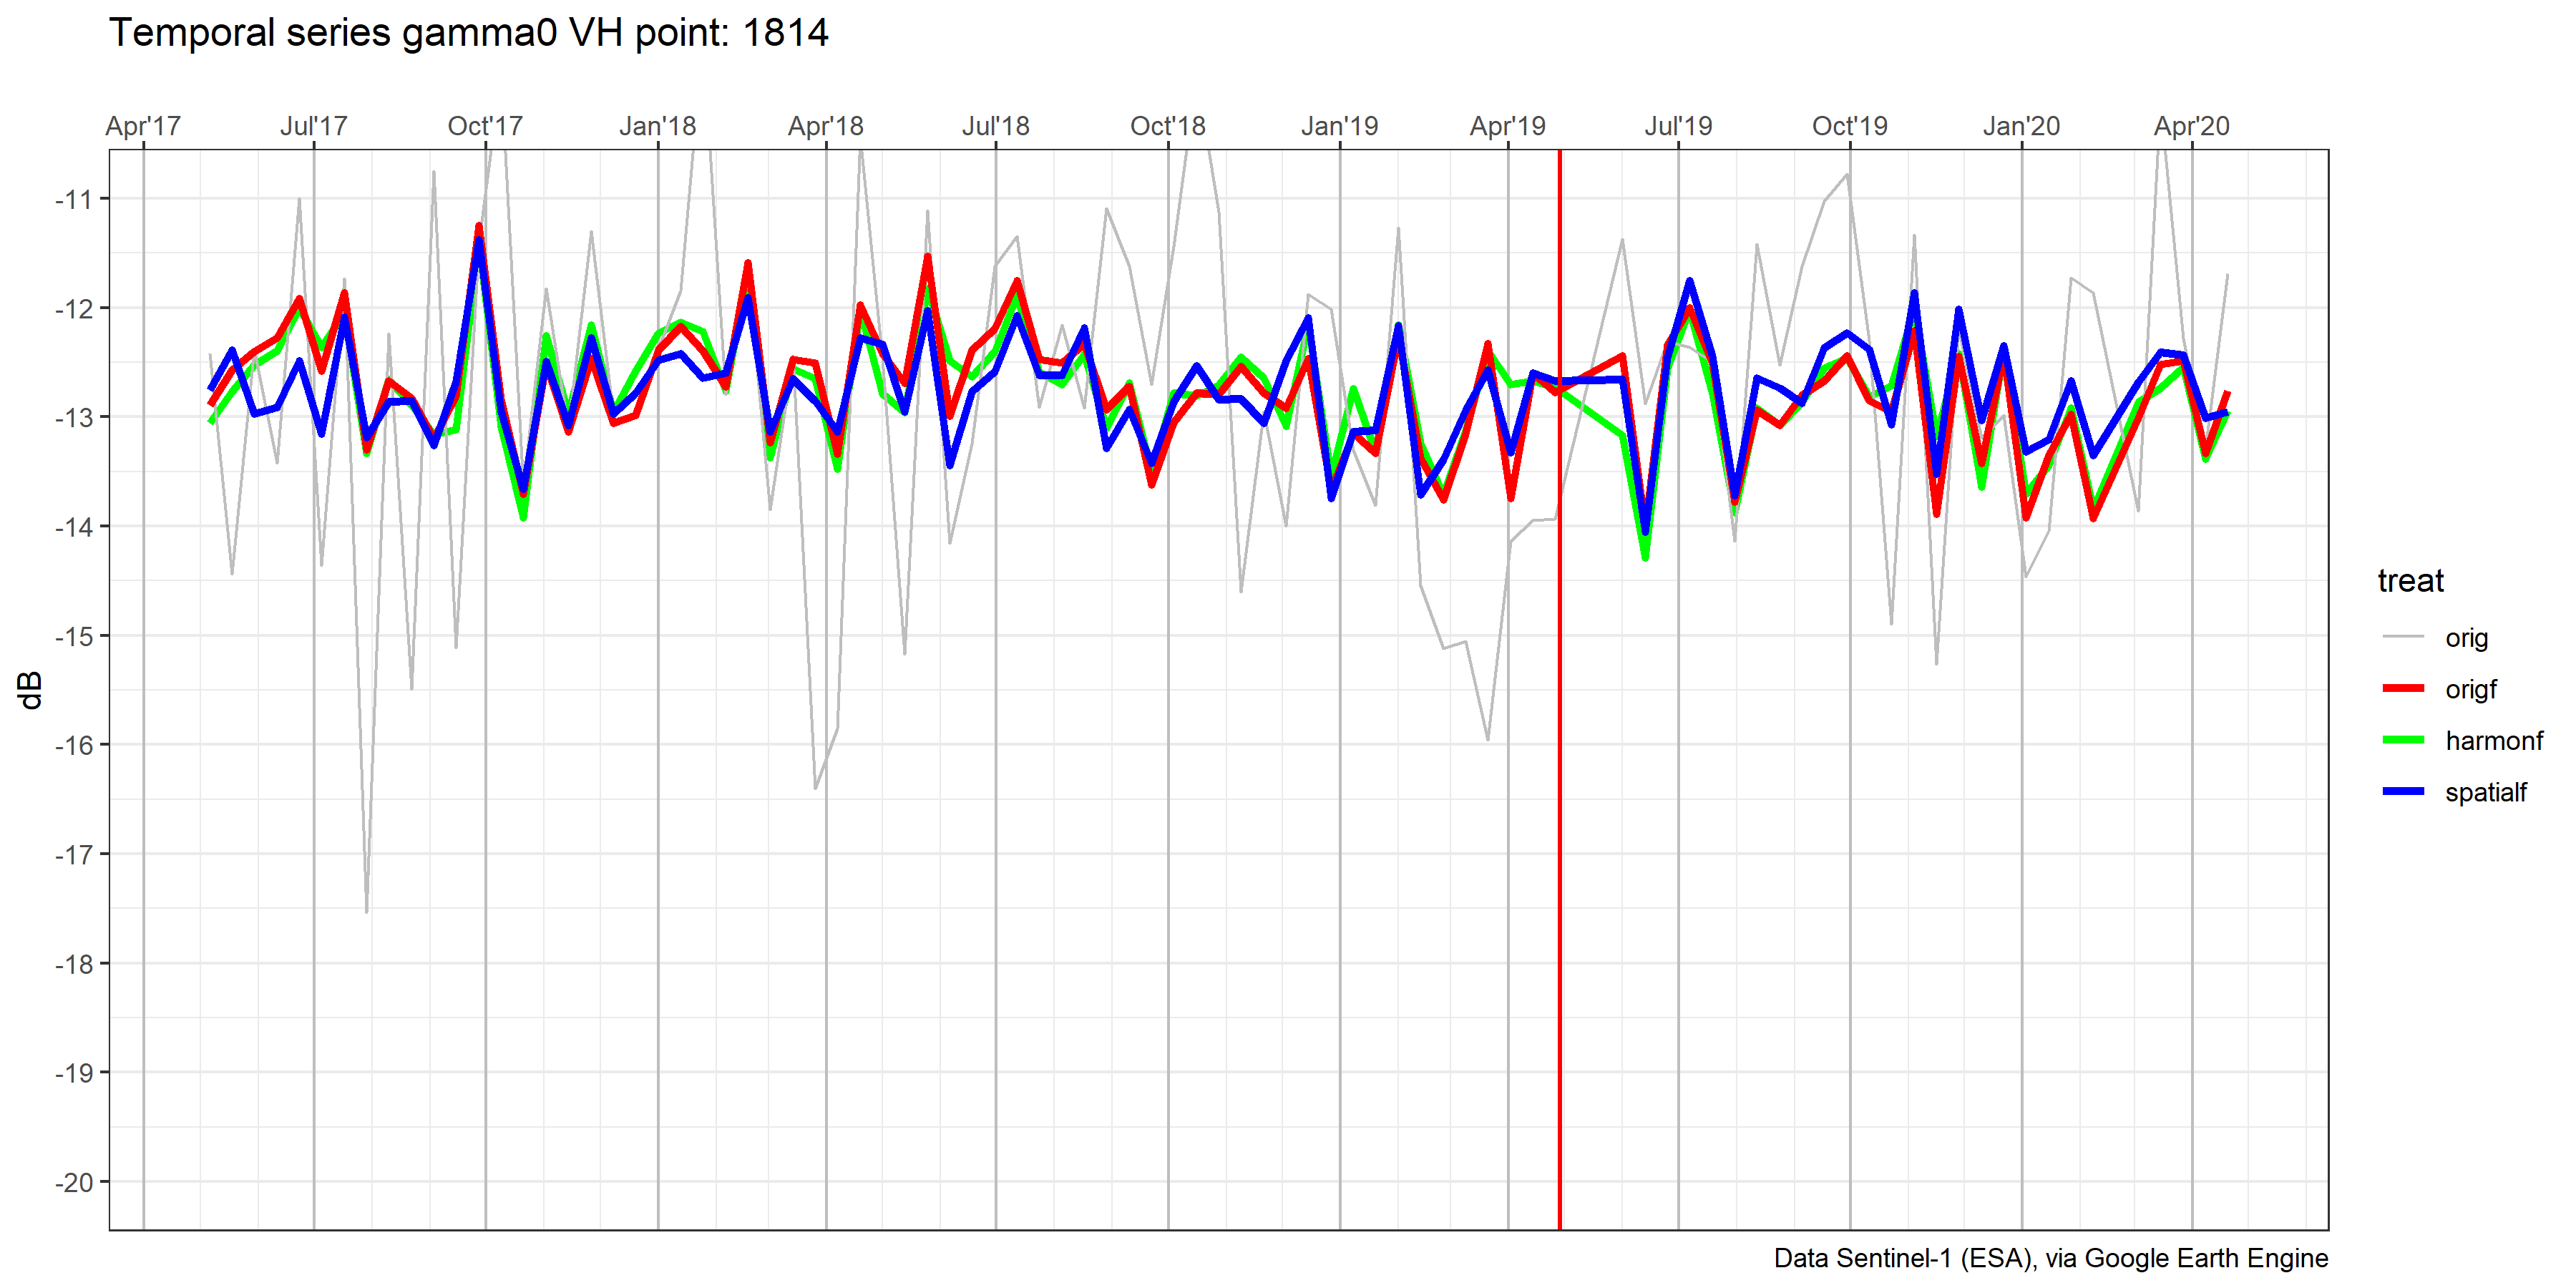 Temporal series gamma0 VH point: 1814
Apr'17 Jul'17 Oct'17 Jan'18 Apr'18 Jul'18 Oct'18 Jan'19 Apr'19 Jul'19 Oct'19 Jan'20 Apr'20
-11
-12
-13
-14
-15
-16
-17
-18
-19
-20
dB
treat
orig
origf
harmonf
spatialf
Data Sentinel-1 (ESA), via Google Earth Engine